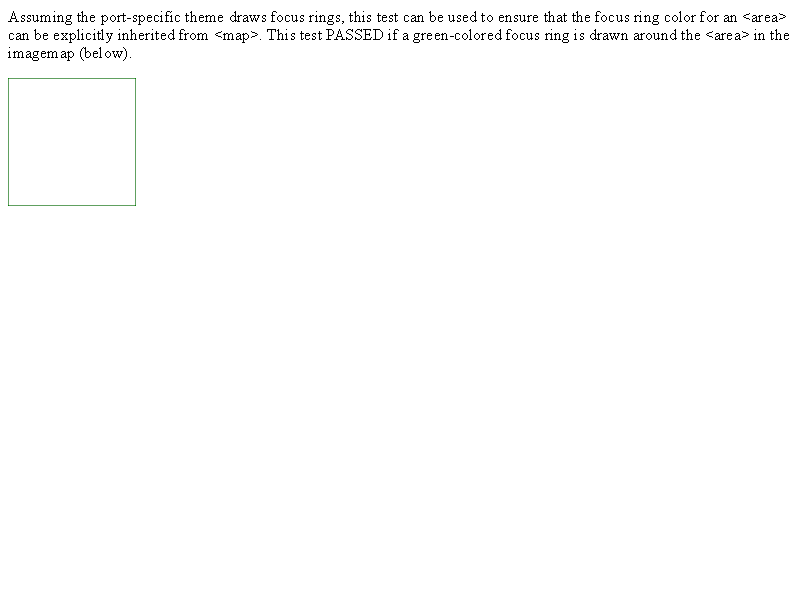 Assuming the port-specific theme draws focus rings, this test can be used to ensure that the focus ring color for an <area>
can be explicitly inherited from <map>. This test PASSED if a green-colored focus ring is drawn around the <area> in the
imagemap (below).